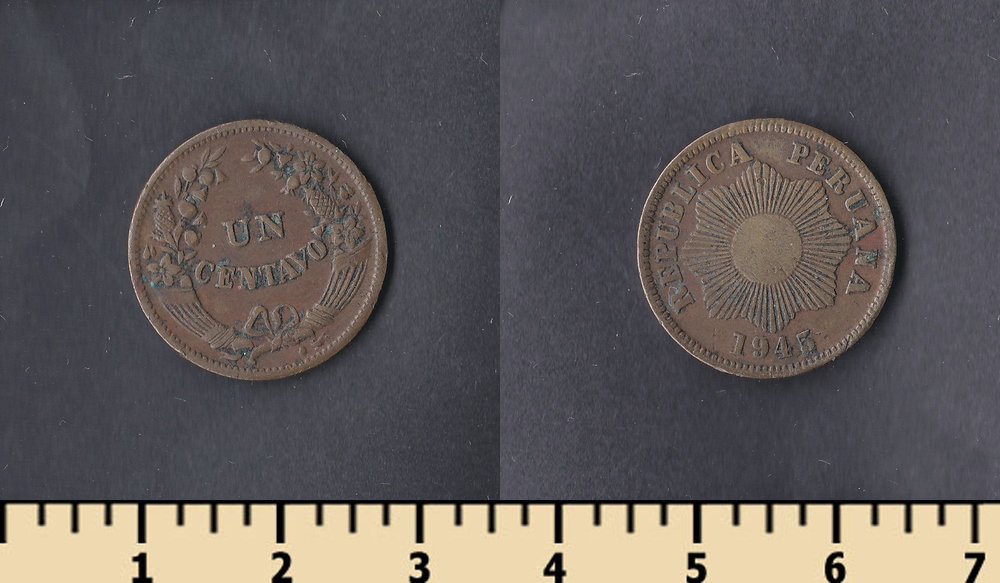 UN
CENTAVO
REPUBLICA PERUANA
1945
1 2 3 4 5 6 7